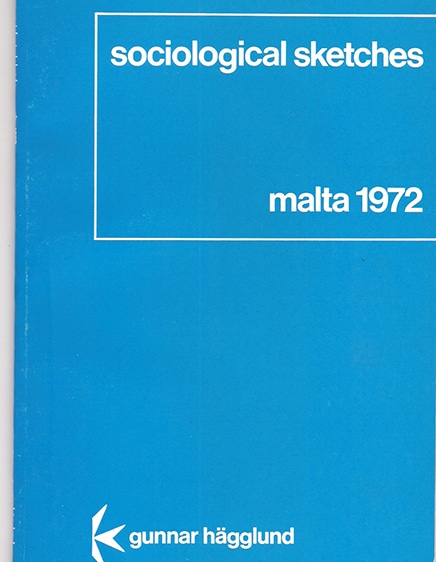 sociological sketches
malta 1972
gunnar hägglund